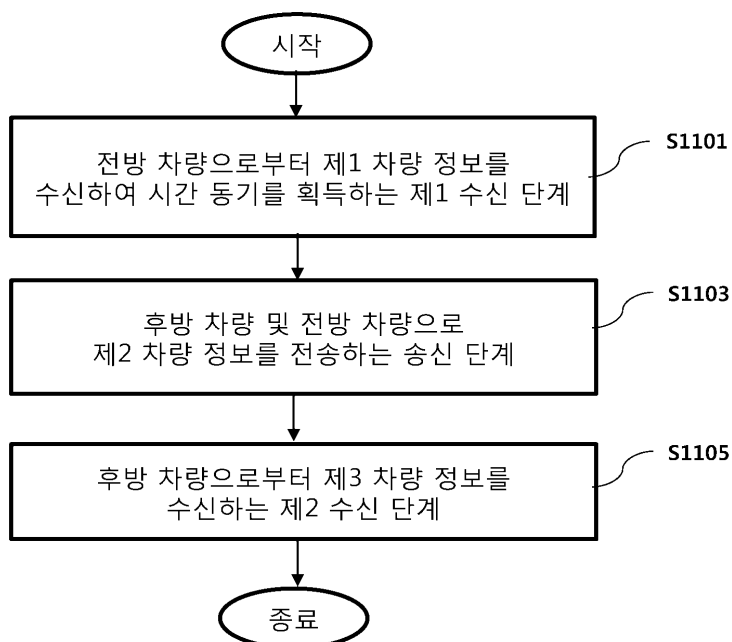 시작
전방 차량으로부터 제1 차량 정보를
수신하여 시간 동기를 획득하는 제1 수신 단계
S1101
후방 차량 및 전방 차량으로
제2 차량 정보를 전송하는 송신 단계
S1103
후방 차량으로부터 제3 차량 정보를
수신하는 제2 수신 단계
S1105
종료